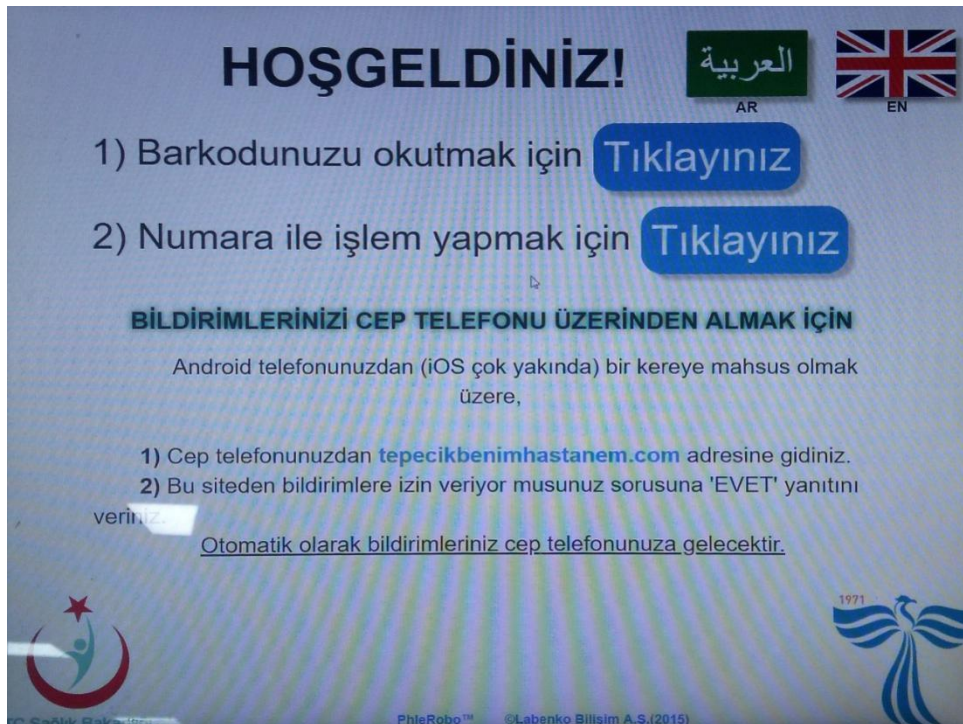 HOŞGELDİNİZ!
العربية
AR
EN
1) Barkodunuzu okutmak için Tıklayınız
2) Numara ile işlem yapmak için Tıklayınız
BİLDİRİMLERİNİZİ CEP TELEFONU ÜZERİNDEN ALMAK İÇİN
Android telefonunuzdan (iOS çok yakında) bir kereye mahsus olmak
üzere,
1) Cep telefonunuzdan tepecikbenimhastanem.com adresine gidiniz.
2) Bu siteden bildirimlere izin veriyor musunuz sorusuna 'EVET' yanıtını
veriniz.
Otomatik olarak bildirimleriniz cep telefonunuza gelecektir.
1971
TC Sağlık
PhleRobo™ ©Labenko Bilişim A.S.(2015)